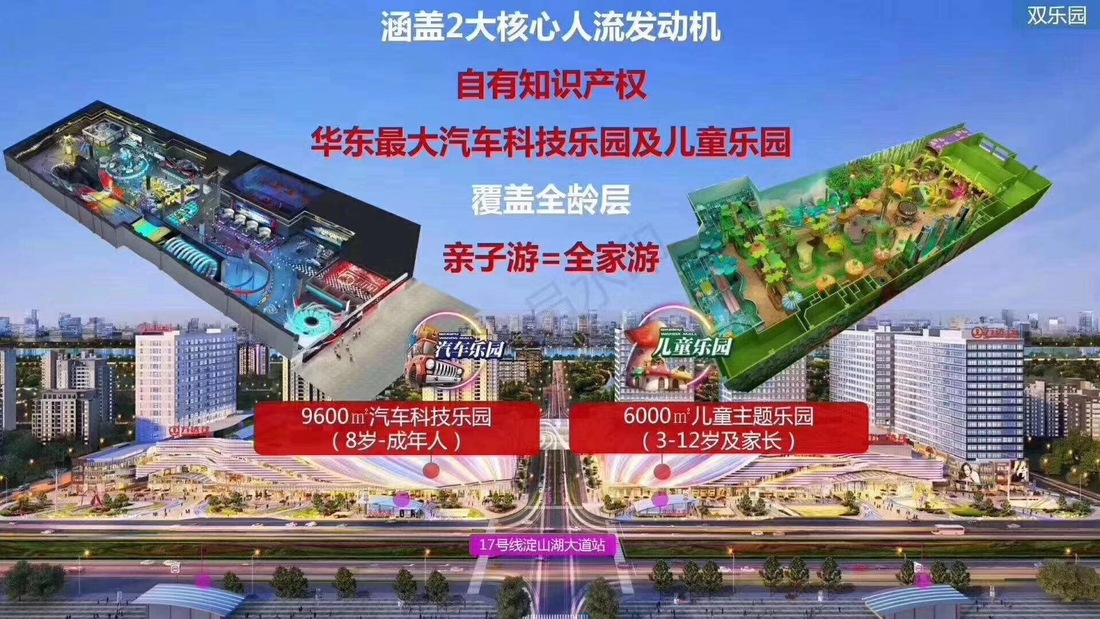 双乐园
涵盖2大核心人流发动机
自有知识产权
华东最大汽车科技乐园及儿童乐园
覆盖全龄层
亲子游=全家游
汽车乐园
儿童乐园
9600㎡汽车科技乐园
（8岁-成年人）
6000㎡儿童主题乐园
（3-12岁及家长）
17号线淀山湖大道站